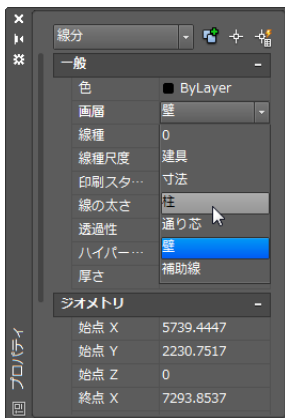 線分
一般
色 ByLayer
画層 壁
線種 0
線種尺度 建具
印刷スタ… 寸法
線の太さ 柱
透過性 通り芯
ハイパー… 壁
厚さ 補助線
ジオメトリ
始点 X 5739.4447
始点 Y 2230.7517
始点 Z 0
終点 X 7293.8537
プロパティ